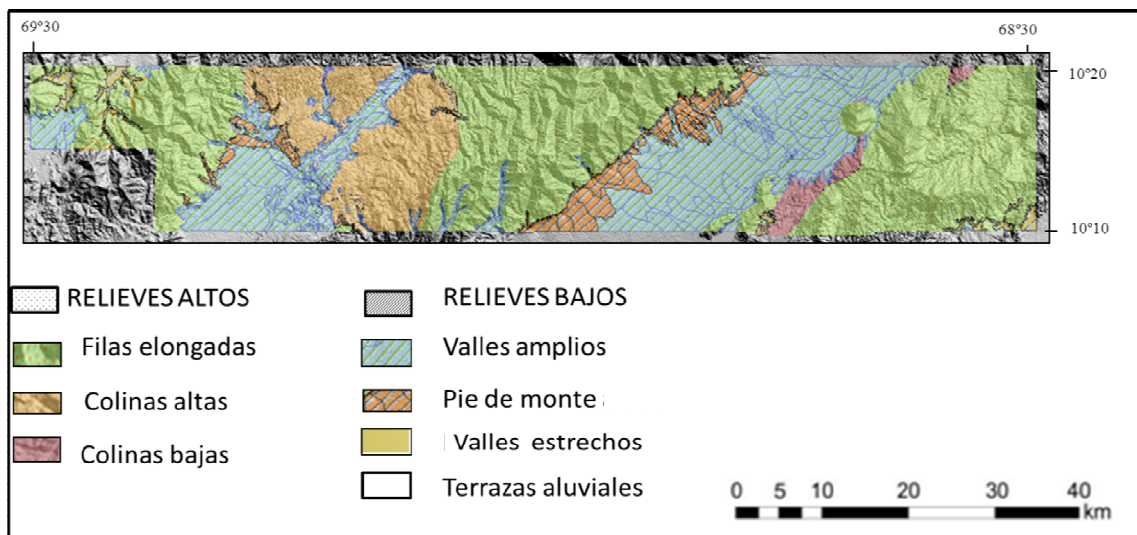 69°30
68°30
10°20
10°10
RELIEVES ALTOS
Filas elongadas
Colinas altas
Colinas bajas
RELIEVES BAJOS
Valles amplios
Pie de monte
Valles estrechos
Terrazas aluviales
0 5 10 20 30 40
km